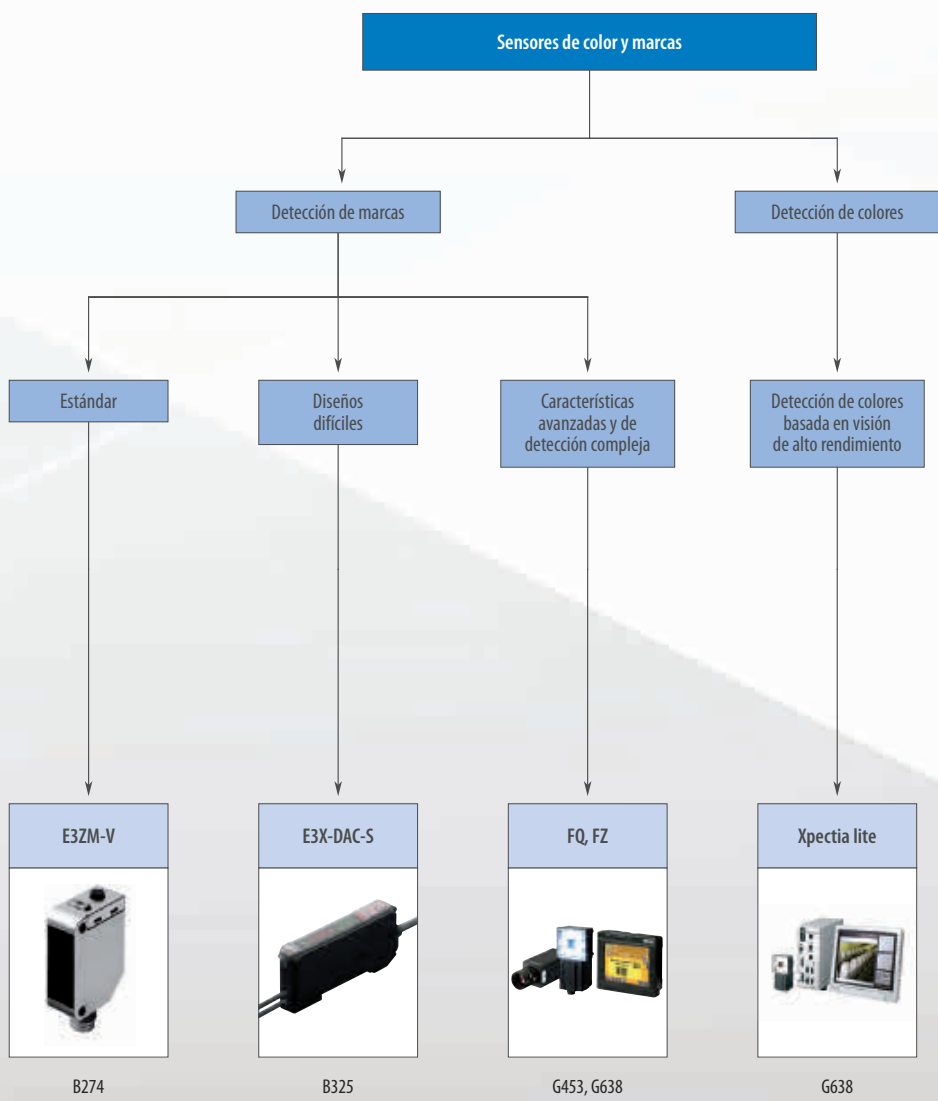 Sensores de color y marcas
Detección de marcas
Detección de colores
Estándar
Diseños
difíciles
Características
avanzadas y de
detección compleja
Detección de colores
basada en visión
de alto rendimiento
E3ZM-V
E3X-DAC-S
FQ, FZ
Xpectia lite
B274
B325
G453, G638
G638